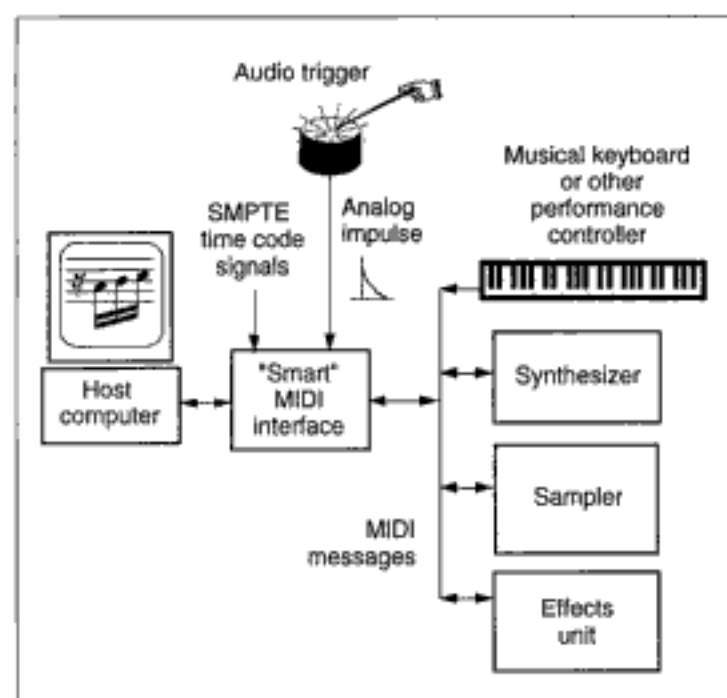 Audio trigger
Musical keyboard
or other
performance
controller
SMPTE
time code
signals
Analog
impulse
Host
computer
"Smart"
MIDI
interface
Synthesizer
Sampler
MIDI
messages
Effects
unit